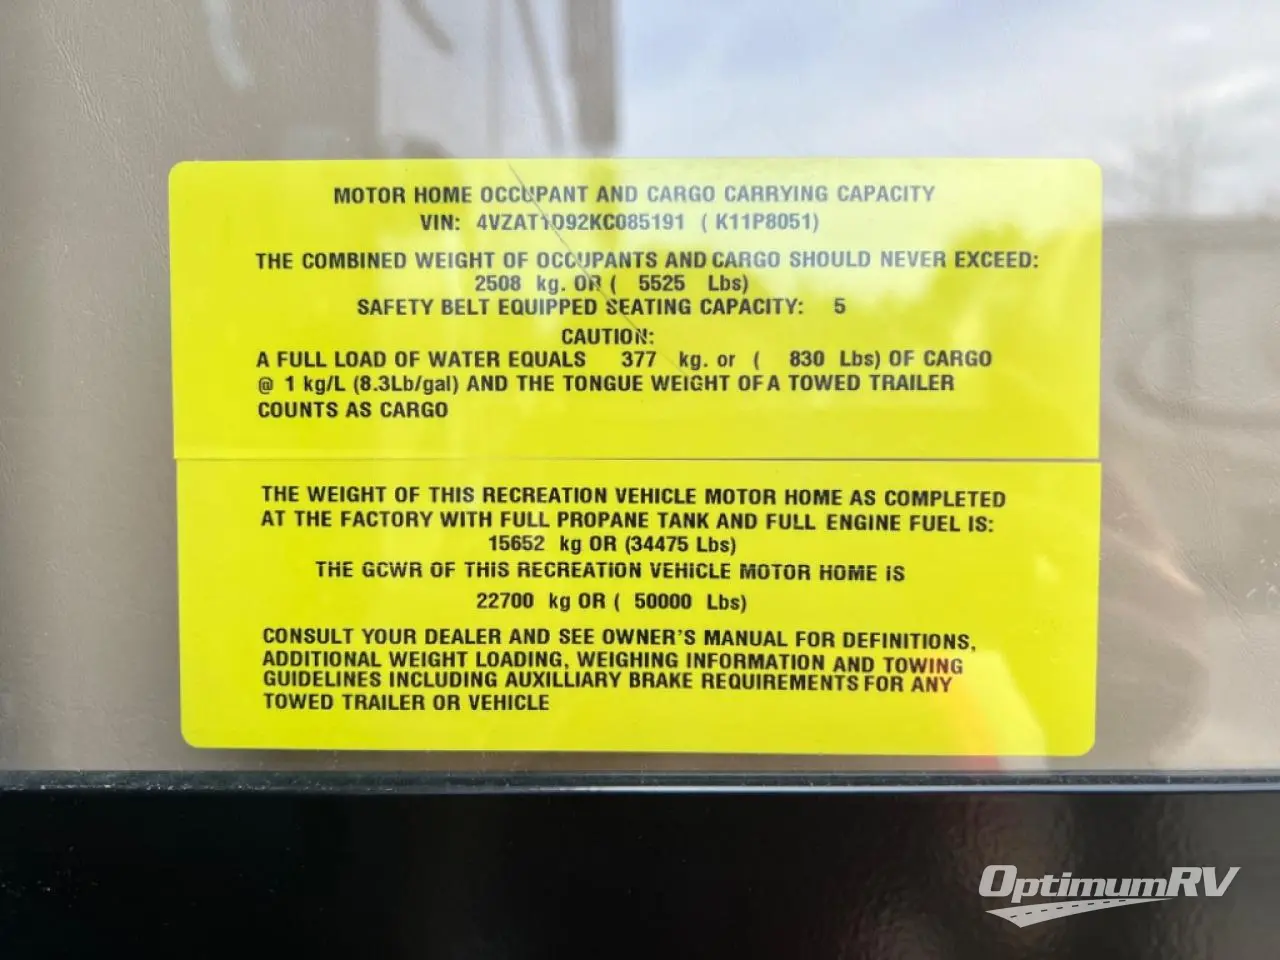 MOTOR HOME OCCUPANT AND CARGO CARRYING CAPACITY
VIN: 4VZAT1D92KC085191 ( K11P8051)
THE COMBINED WEIGHT OF OCCUPANTS AND CARGO SHOULD NEVER EXCEED:
2508 kg. OR ( 5525 Lbs)
SAFETY BELT EQUIPPED SEATING CAPACITY: 5
CAUTION:
A FULL LOAD OF WATER EQUALS 377 kg. or ( 830 Lbs) OF CARGO
@ 1 kg/L (8.3Lb/gal) AND THE TONGUE WEIGHT OF A TOWED TRAILER
COUNTS AS CARGO
THE WEIGHT OF THIS RECREATION VEHICLE MOTOR HOME AS COMPLETED
AT THE FACTORY WITH FULL PROPANE TANK AND FULL ENGINE FUEL IS:
15652 kg OR (34475 Lbs)
THE GCWR OF THIS RECREATION VEHICLE MOTOR HOME IS
22700 kg OR ( 50000 Lbs)
CONSULT YOUR DEALER AND SEE OWNER'S MANUAL FOR DEFINITIONS,
ADDITIONAL WEIGHT LOADING, WEIGHING INFORMATION AND TOWING
GUIDELINES INCLUDING AUXILLIARY BRAKE REQUIREMENTS FOR ANY
TOWED TRAILER OR VEHICLE
OptimumRV